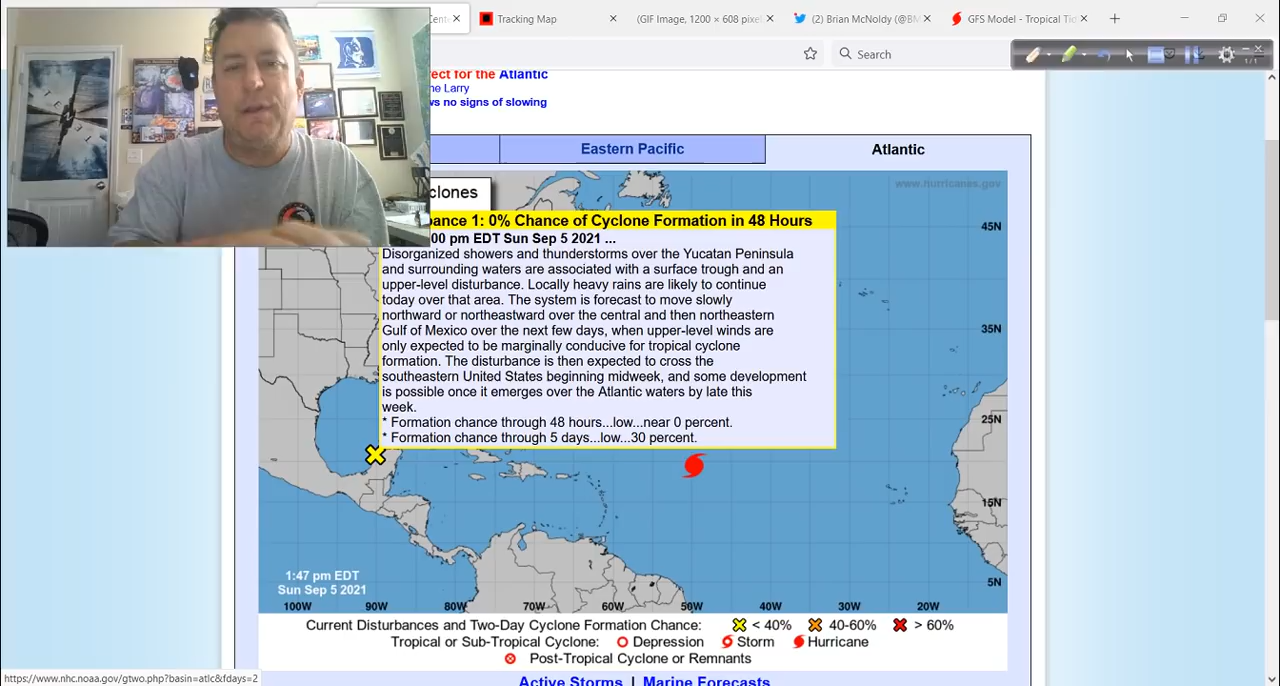 Tracking Map
(GIF Image, 1200 × 608 pixel
(2) Brian McNoldy (@BM
GFS Model - Tropical Tid
Search
ect for the Atlantic
ne Larry
ws no signs of slowing
Eastern Pacific
Atlantic
clones
www.hurricanes.gov
ance 1: 0% Chance of Cyclone Formation in 48 Hours
00 pm EDT Sun Sep 5 2021 ...
Disorganized showers and thunderstorms over the Yucatan Peninsula
and surrounding waters are associated with a surface trough and an
upper-level disturbance. Locally heavy rains are likely to continue
today over that area. The system is forecast to move slowly
northward or northeastward over the central and then northeastern
Gulf of Mexico over the next few days, when upper-level winds are
only expected to be marginally conducive for tropical cyclone
formation. The disturbance is then expected to cross the
southeastern United States beginning midweek, and some development
is possible once it emerges over the Atlantic waters by late this
week.
* Formation chance through 48 hours...low...near 0 percent.
* Formation chance through 5 days...low...30 percent.
45N
35N
25N
15N
5N
1:47 pm EDT
Sun Sep 5 2021
100W 90W 80W 70W 60W 50W 40W 30W 20W
Current Disturbances and Two-Day Cyclone Formation Chance: < 40% 40-60% > 60%
Tropical or Sub-Tropical Cyclone: Depression Storm Hurricane
Post-Tropical Cyclone or Remnants
Active Storms | Marine Forecasts
https://www.nhc.noaa.gov/gtwo.php?basin=atlc&fdays=2